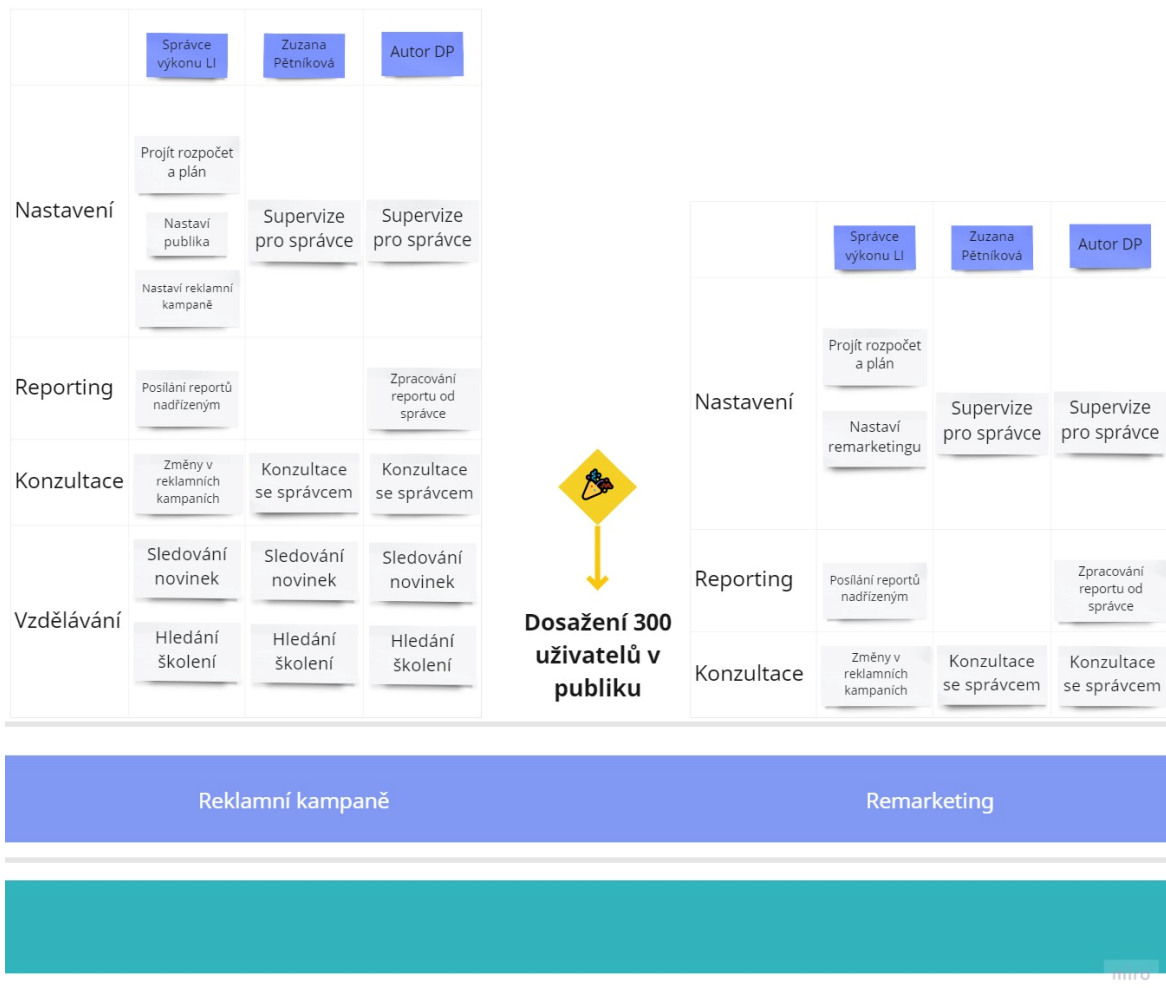 Správce
výkonu LI
Zuzana
Pětníková
Autor DP
Nastavení
Projít rozpočet
a plán
Nastaví
publika
Nastaví reklamní
kampaně
Supervize
pro správce
Supervize
pro správce
Reporting
Posílání reportů
nadřízeným
Zpracování
reportu od
správce
Konzultace
Změny v
reklamních
kampaních
Konzultace
se správcem
Konzultace
se správcem
Vzdělávání
Sledování
novinek
Sledování
novinek
Sledování
novinek
Hledání
školení
Hledání
školení
Hledání
školení
Dosažení 300
uživatelů v
publiku
Správce
výkonu LI
Zuzana
Pětníková
Autor DP
Nastavení
Projít rozpočet
a plán
Nastaví
remarketingu
Supervize
pro správce
Supervize
pro správce
Reporting
Posílání reportů
nadřízeným
Zpracování
reportu od
správce
Konzultace
Změny v
reklamních
kampaních
Konzultace
se správcem
Konzultace
se správcem
Reklamní kampaně
Remarketing
miro